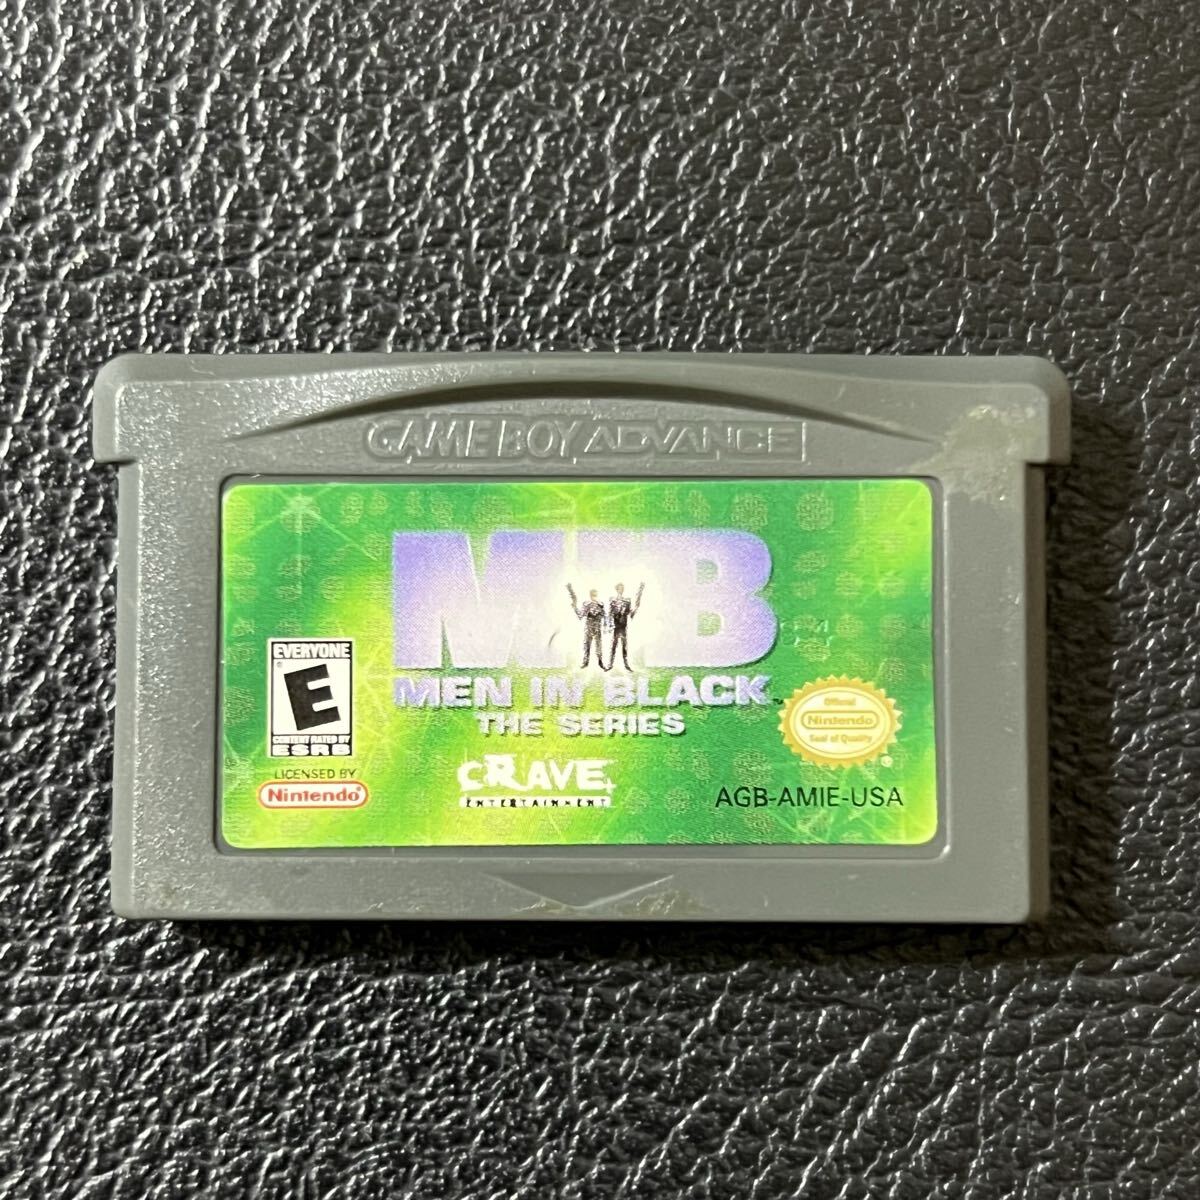 GAME BOY ADVANCE
MIB
MEN IN BLACK™
THE SERIES
EVERYONE
E
®
CONTENT RATED BY
ESRB
LICENSED BY
Nintendo®
CRAVE
ENTERTAINMENT
Official
Nintendo
Seal of Quality
®
AGB-AMIE-USA